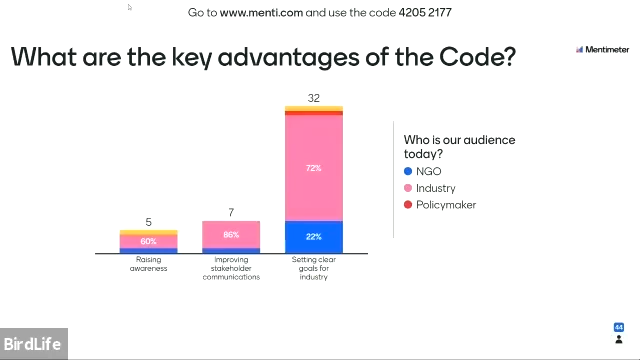 Go to www.menti.com and use the code 4205 2177
What are the key advantages of the Code?
Mentimeter
32
Who is our audience
today?
NGO
Industry
Policymaker
72%
5
7
60%
86%
22%
Raising
awareness
Improving
stakeholder
communications
Setting clear
goals for
industry
44
BirdLife